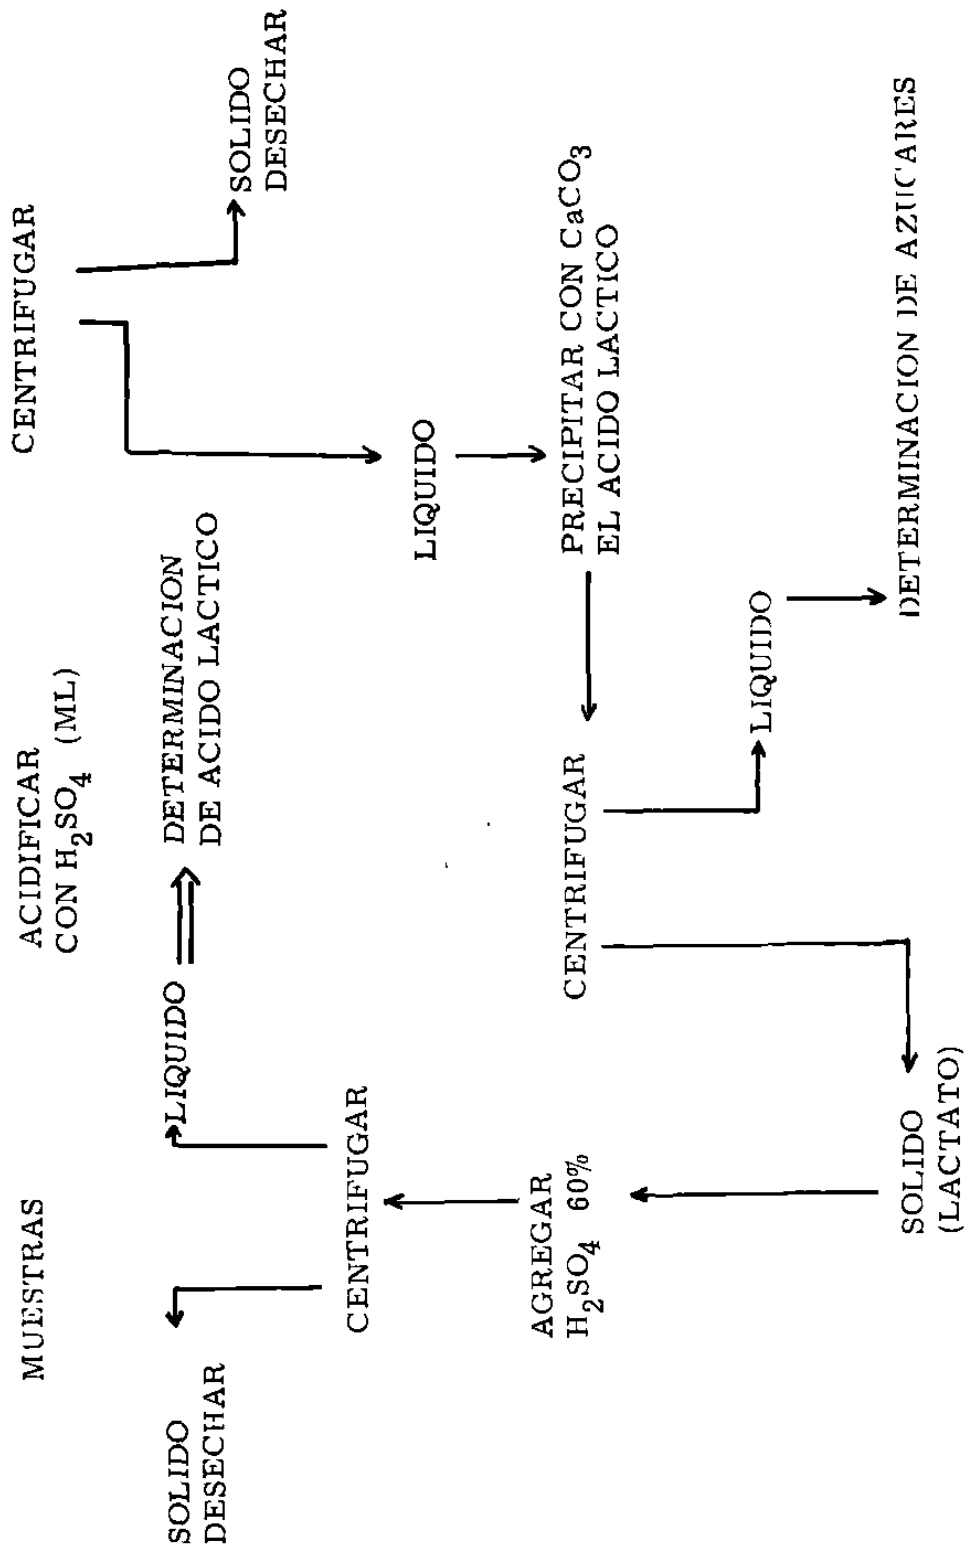 MUESTRAS
ACIDIFICAR
CON H₂SO₄ (ML)
CENTRIFUGAR
SOLIDO
DESECHAR
LIQUIDO
PRECIPITAR CON CaCO₃
EL ACIDO LACTICO
CENTRIFUGAR
LIQUIDO
DETERMINACION DE AZUCARES
SOLIDO
(LACTATO)
AGREGAR
H₂SO₄ 60%
CENTRIFUGAR
SOLIDO
DESECHAR
LIQUIDO
DETERMINACION
DE ACIDO LACTICO